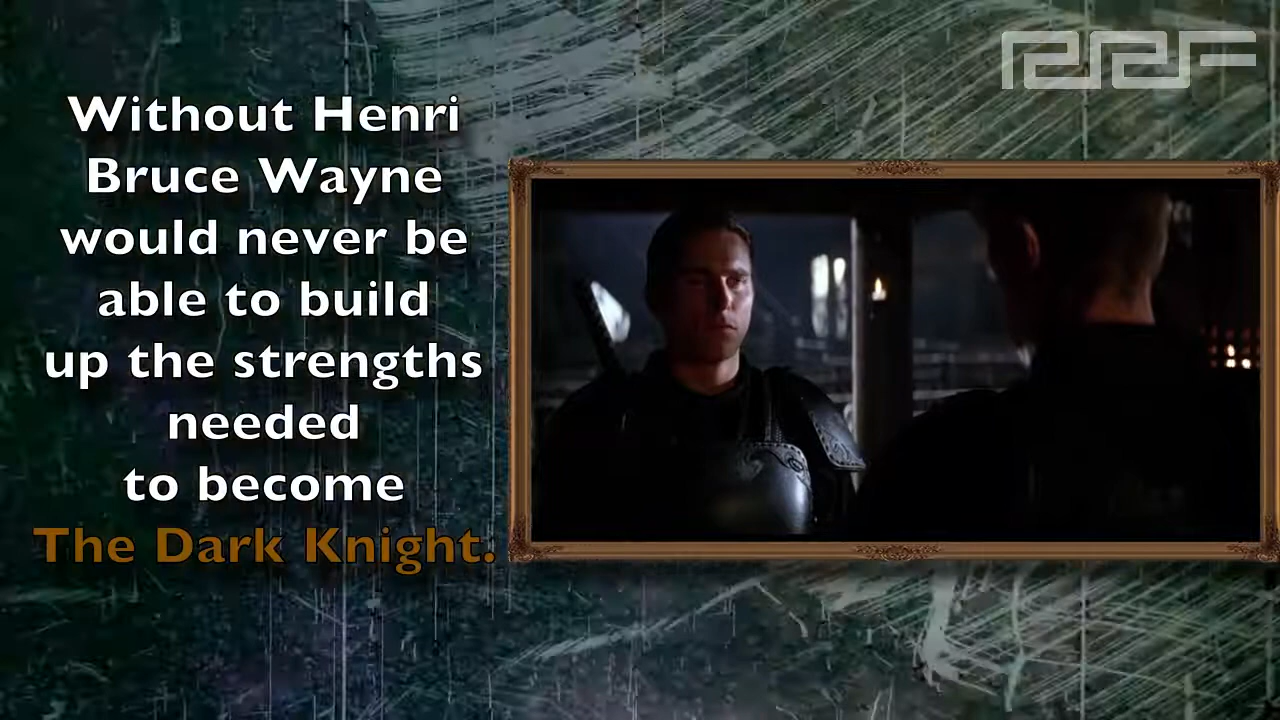 Without Henri
Bruce Wayne
would never be
able to build
up the strengths
needed
to become
The Dark Knight.